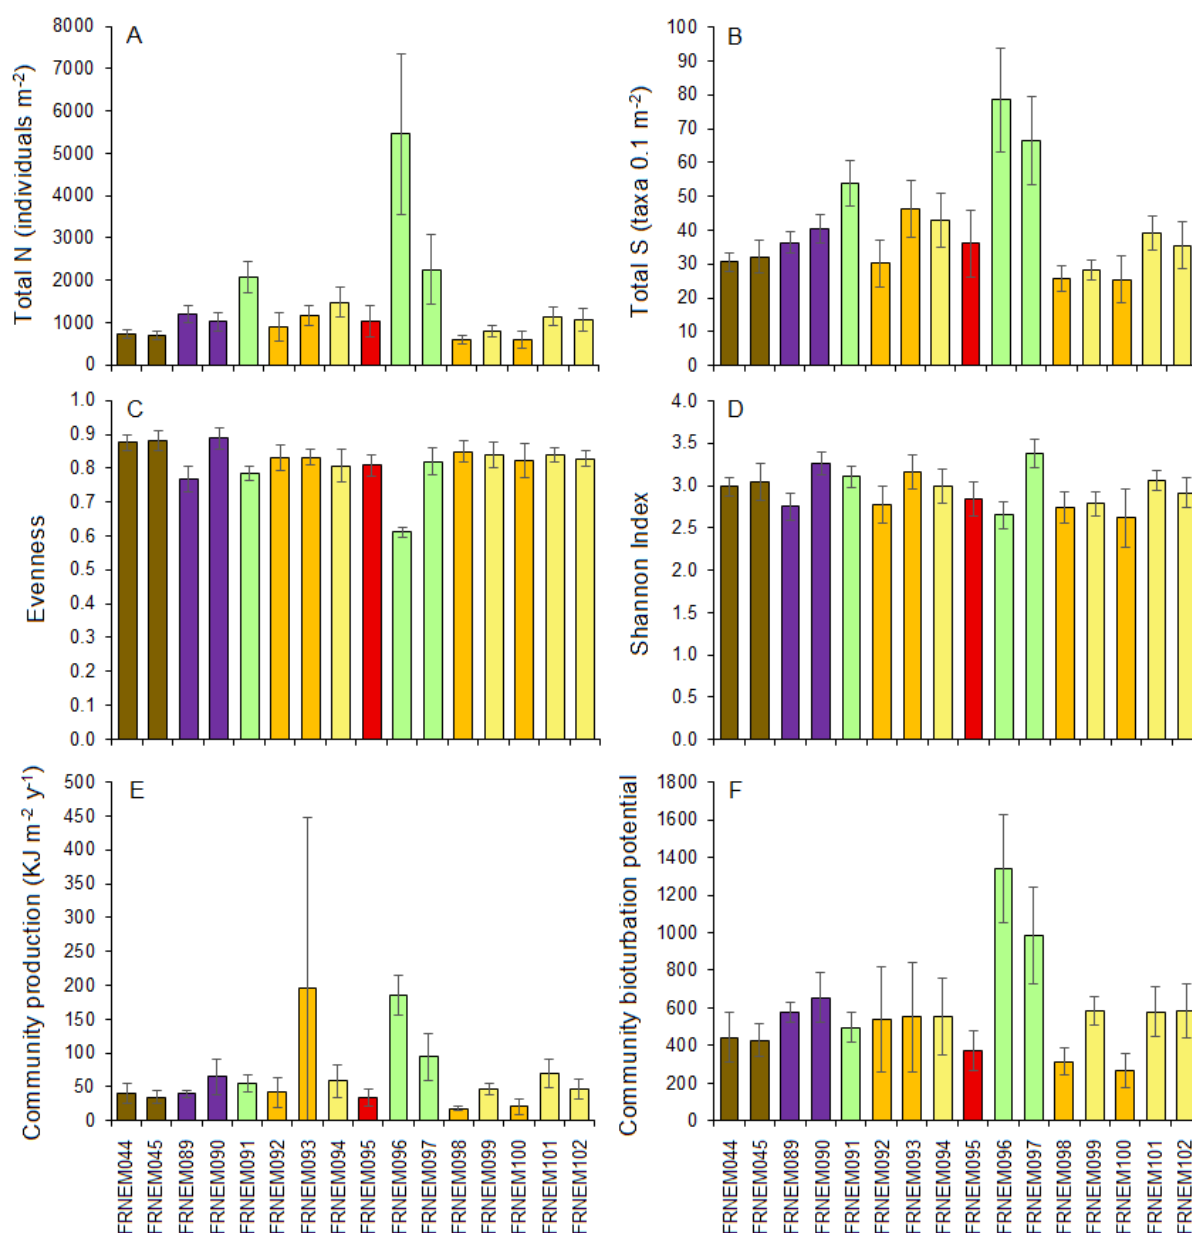 A
Total N (individuals m-2)
8000
7000
6000
5000
4000
3000
2000
1000
0
B
Total S (taxa 0.1 m-2)
100
90
80
70
60
50
40
30
20
10
0
C
Evenness
1.0
0.9
0.8
0.7
0.6
0.5
0.4
0.3
0.2
0.1
0.0
D
Shannon Index
4.0
3.5
3.0
2.5
2.0
1.5
1.0
0.5
0.0
E
Community production (KJ m-2 y-1)
500
450
400
350
300
250
200
150
100
50
0
FRNEM044
FRNEM045
FRNEM089
FRNEM090
FRNEM091
FRNEM092
FRNEM093
FRNEM094
FRNEM095
FRNEM096
FRNEM097
FRNEM098
FRNEM099
FRNEM100
FRNEM101
FRNEM102
F
Community bioturbation potential
1800
1600
1400
1200
1000
800
600
400
200
0
FRNEM044
FRNEM045
FRNEM089
FRNEM090
FRNEM091
FRNEM092
FRNEM093
FRNEM094
FRNEM095
FRNEM096
FRNEM097
FRNEM098
FRNEM099
FRNEM100
FRNEM101
FRNEM102